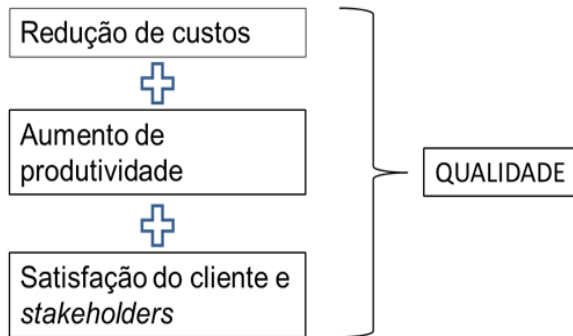 Redução de custos
Aumento de
produtividade
Satisfação do cliente e
stakeholders
QUALIDADE